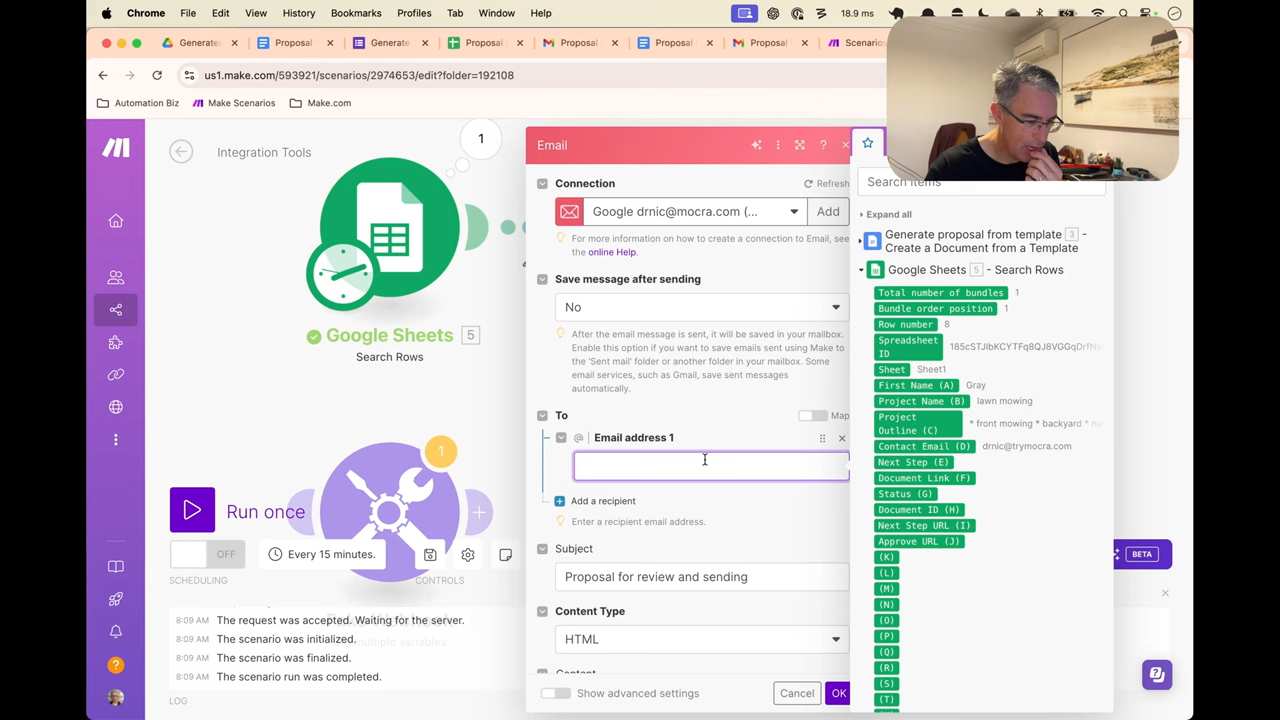 Chrome File Edit View History Bookmarks Profiles Tab Window Help 18.9 ms
Generate Proposal Generate Proposal Proposal Proposal Proposal Scenario
us1.make.com/593921/scenarios/2974653/edit?folder=192108
Automation Biz Make Scenarios Make.com
Integration Tools
1
Google Sheets 5
Search Rows
1
Run once
OFF Every 15 minutes.
SCHEDULING CONTROLS
8:09 AM The request was accepted. Waiting for the server.
multiple variables
8:09 AM The scenario was initialized.
8:09 AM The scenario was finalized.
8:09 AM The scenario run was completed.
LOG
Email
Connection Refresh
Google drnic@mocra.com (... Add
For more information on how to create a connection to Email, see
the online Help.
Save message after sending
No
After the email message is sent, it will be saved in your mailbox.
Enable this option if you want to save emails sent using Make to
the 'Sent mail' folder or another folder in your mailbox. Some
email services, such as Gmail, save sent messages
automatically.
To Map
@ Email address 1
Add a recipient
Enter a recipient email address.
Subject
Proposal for review and sending
Content Type
HTML
Content
Show advanced settings Cancel OK
Search items
Expand all
Generate proposal from template 3 -
Create a Document from a Template
Google Sheets 5 - Search Rows
Total number of bundles 1
Bundle order position 1
Row number 8
Spreadsheet
ID
Sheet Sheet1
First Name (A) Gray
Project Name (B) lawn mowing
Project
Outline (C) * front mowing * backyard *
Contact Email (D) drnic@trymocra.com
Next Step (E)
Document Link (F)
Status (G)
Document ID (H)
Next Step URL (I)
Approve URL (J)
(K)
(L)
(M)
(N)
(O)
(P)
(Q)
(R)
(S)
(T)
BETA